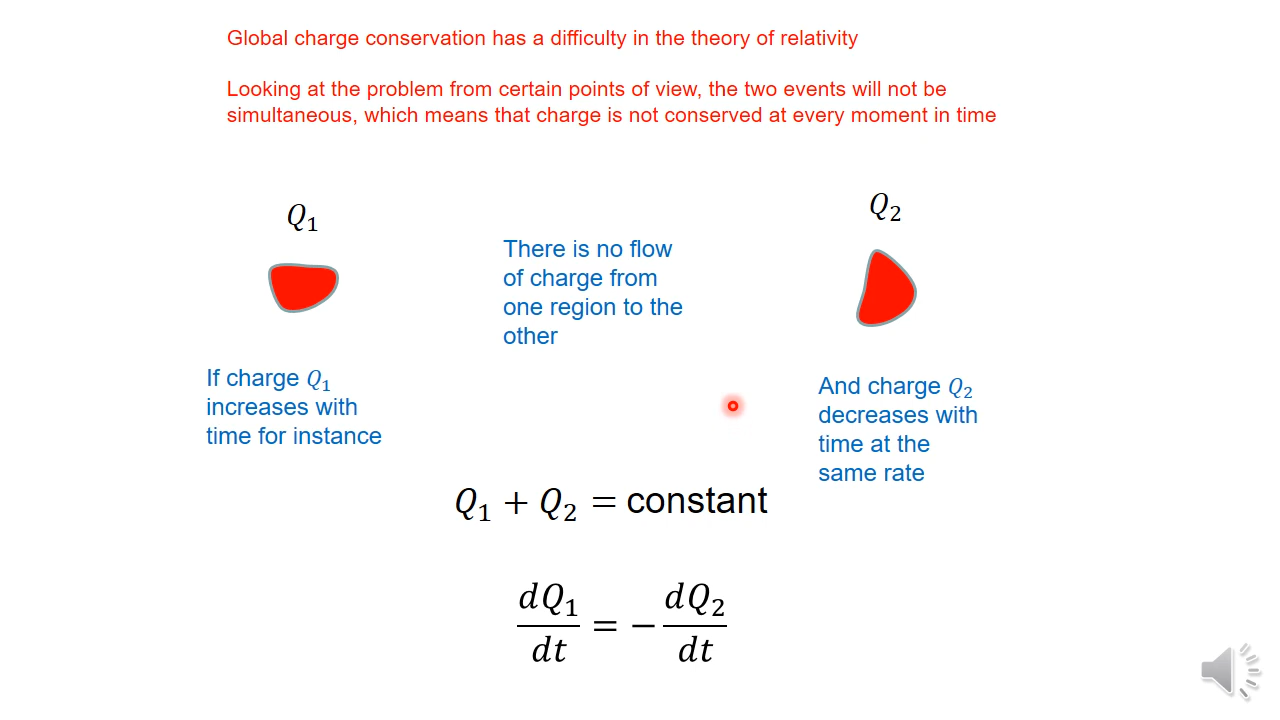 Global charge conservation has a difficulty in the theory of relativity
Looking at the problem from certain points of view, the two events will not be
simultaneous, which means that charge is not conserved at every moment in time
Q₁
Q₂
There is no flow
of charge from
one region to the
other
If charge Q₁
increases with
time for instance
And charge Q₂
decreases with
time at the
same rate
Q₁ + Q₂ = constant
dQ₁/dt = −dQ₂/dt